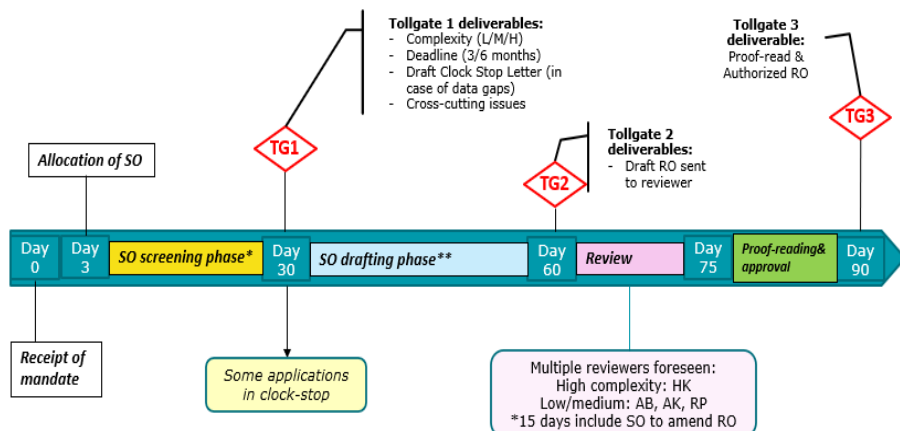 Tollgate 1 deliverables:
- Complexity (L/M/H)
- Deadline (3/6 months)
- Draft Clock Stop Letter (in
case of data gaps)
- Cross-cutting issues
Tollgate 3
deliverable:
Proof-read &
Authorized RO
TG1
TG3
Tollgate 2
deliverables:
- Draft RO sent
to reviewer
TG2
Allocation of SO
Day
0
Day
3
SO screening phase*
Day
30
SO drafting phase**
Day
60
Review
Day
75
Proof-reading&
approval
Day
90
Receipt of
mandate
Some applications
in clock-stop
Multiple reviewers foreseen:
High complexity: HK
Low/medium: AB, AK, RP
*15 days include SO to amend RO